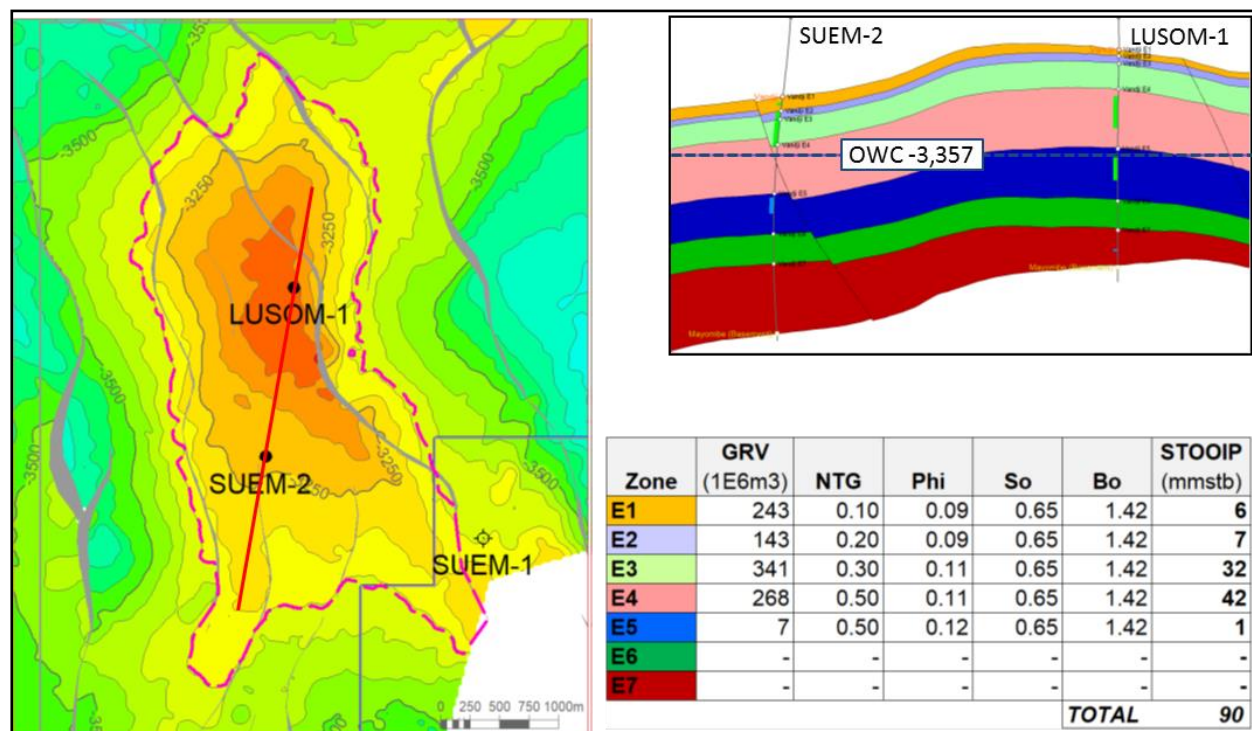 -3500
-3250
-3250
-3500
LUSOM-1
-3500
SUEM-2
-3250
-3250
-3500
SUEM-1
-3500
0 250 500 750 1000m
SUEM-2
LUSOM-1
OWC -3,357
Mayombe (Basement)
Zone GRV (1E6m3) NTG Phi So Bo STOOIP (mmstb)
E1 243 0.10 0.09 0.65 1.42 6
E2 143 0.20 0.09 0.65 1.42 7
E3 341 0.30 0.11 0.65 1.42 32
E4 268 0.50 0.11 0.65 1.42 42
E5 7 0.50 0.12 0.65 1.42 1
E6 - - - - - -
E7 - - - - - -
TOTAL 90